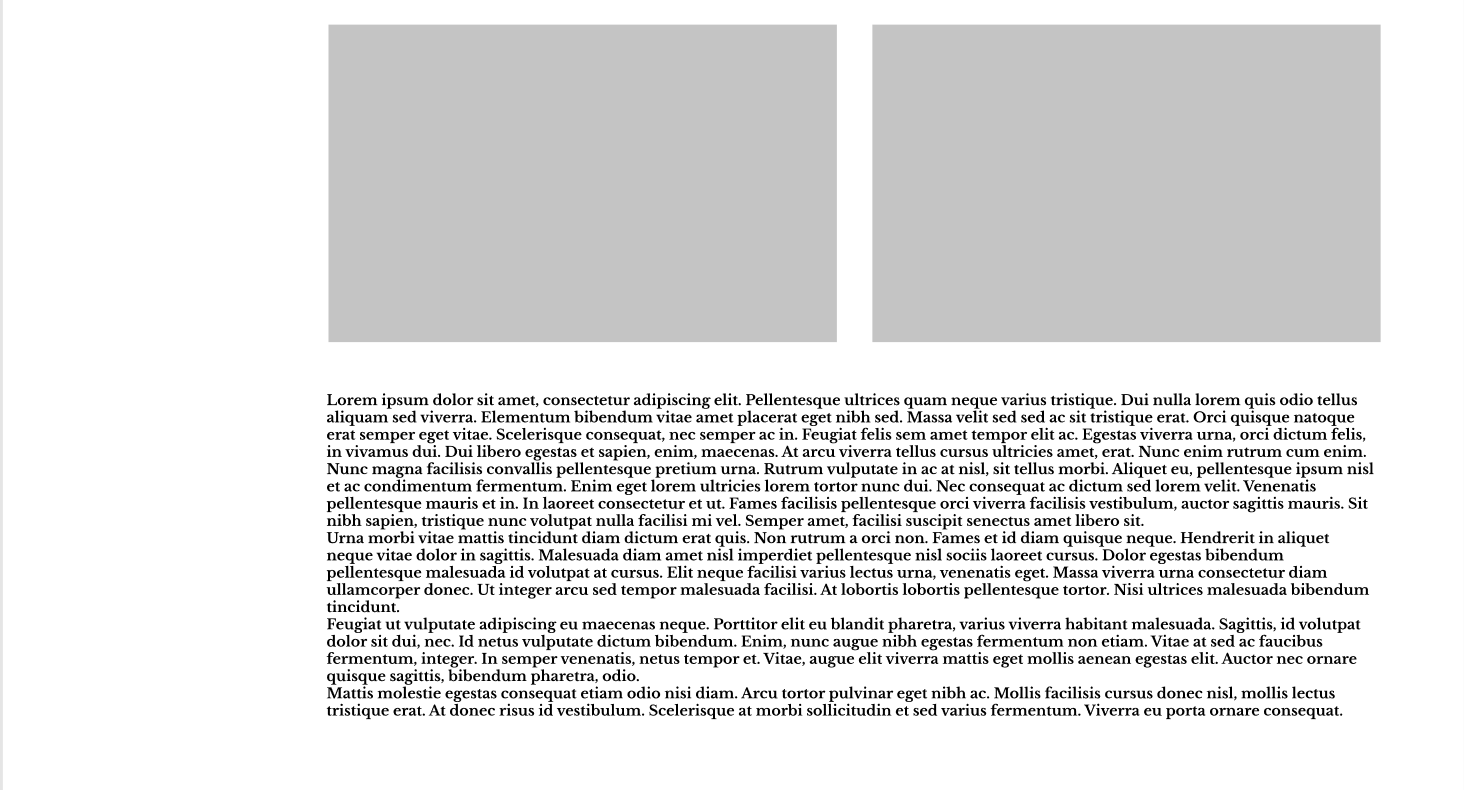 Lorem ipsum dolor sit amet, consectetur adipiscing elit. Pellentesque ultrices quam neque varius tristique. Dui nulla lorem quis odio tellus
aliquam sed viverra. Elementum bibendum vitae amet placerat eget nibh sed. Massa velit sed sed ac sit tristique erat. Orci quisque natoque
erat semper eget vitae. Scelerisque consequat, nec semper ac in. Feugiat felis sem amet tempor elit ac. Egestas viverra urna, orci dictum felis,
in vivamus dui. Dui libero egestas et sapien, enim, maecenas. At arcu viverra tellus cursus ultricies amet, erat. Nunc enim rutrum cum enim.
Nunc magna facilisis convallis pellentesque pretium urna. Rutrum vulputate in ac at nisl, sit tellus morbi. Aliquet eu, pellentesque ipsum nisl
et ac condimentum fermentum. Enim eget lorem ultricies lorem tortor nunc dui. Nec consequat ac dictum sed lorem velit. Venenatis
pellentesque mauris et in. In laoreet consectetur et ut. Fames facilisis pellentesque orci viverra facilisis vestibulum, auctor sagittis mauris. Sit
nibh sapien, tristique nunc volutpat nulla facilisi mi vel. Semper amet, facilisi suscipit senectus amet libero sit.
Urna morbi vitae mattis tincidunt diam dictum erat quis. Non rutrum a orci non. Fames et id diam quisque neque. Hendrerit in aliquet
neque vitae dolor in sagittis. Malesuada diam amet nisl imperdiet pellentesque nisl sociis laoreet cursus. Dolor egestas bibendum
pellentesque malesuada id volutpat at cursus. Elit neque facilisi varius lectus urna, venenatis eget. Massa viverra urna consectetur diam
ullamcorper donec. Ut integer arcu sed tempor malesuada facilisi. At lobortis lobortis pellentesque tortor. Nisi ultrices malesuada bibendum
tincidunt.
Feugiat ut vulputate adipiscing eu maecenas neque. Porttitor elit eu blandit pharetra, varius viverra habitant malesuada. Sagittis, id volutpat
dolor sit dui, nec. Id netus vulputate dictum bibendum. Enim, nunc augue nibh egestas fermentum non etiam. Vitae at sed ac faucibus
fermentum, integer. In semper venenatis, netus tempor et. Vitae, augue elit viverra mattis eget mollis aenean egestas elit. Auctor nec ornare
quisque sagittis, bibendum pharetra, odio.
Mattis molestie egestas consequat etiam odio nisi diam. Arcu tortor pulvinar eget nibh ac. Mollis facilisis cursus donec nisl, mollis lectus
tristique erat. At donec risus id vestibulum. Scelerisque at morbi sollicitudin et sed varius fermentum. Viverra eu porta ornare consequat.